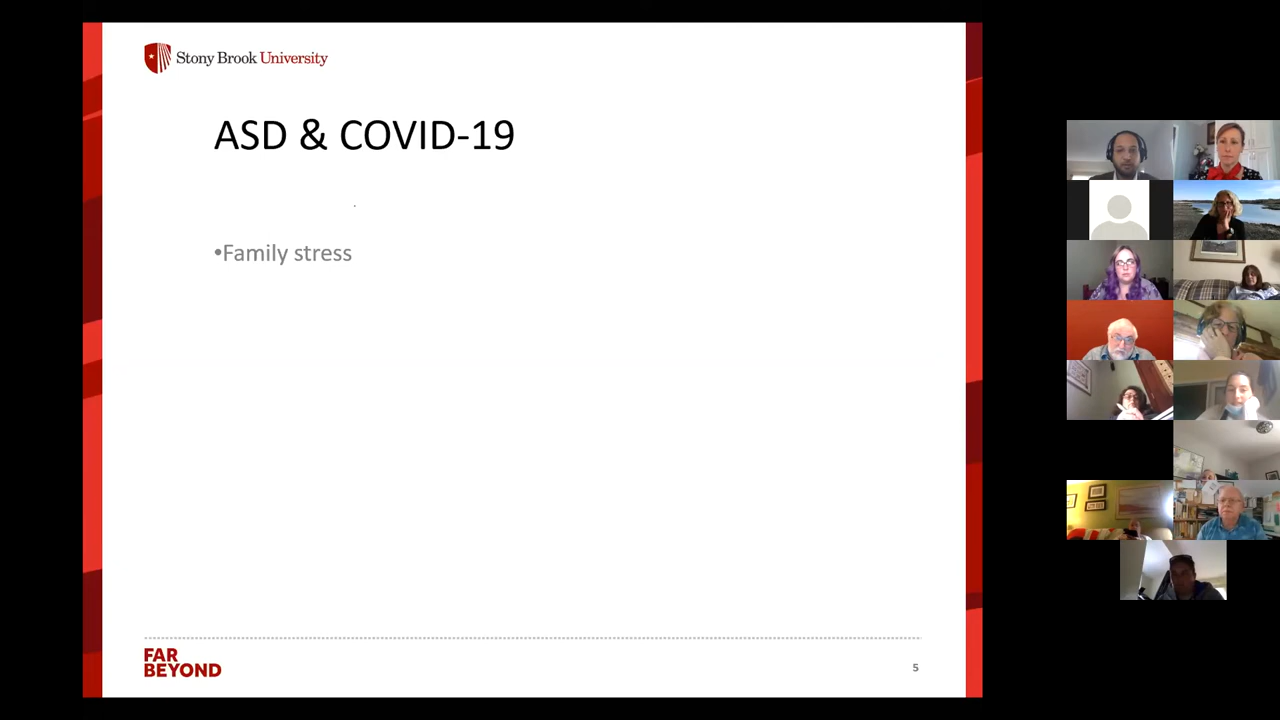 Stony Brook University
ASD & COVID-19
•Family stress
FAR
BEYOND
5